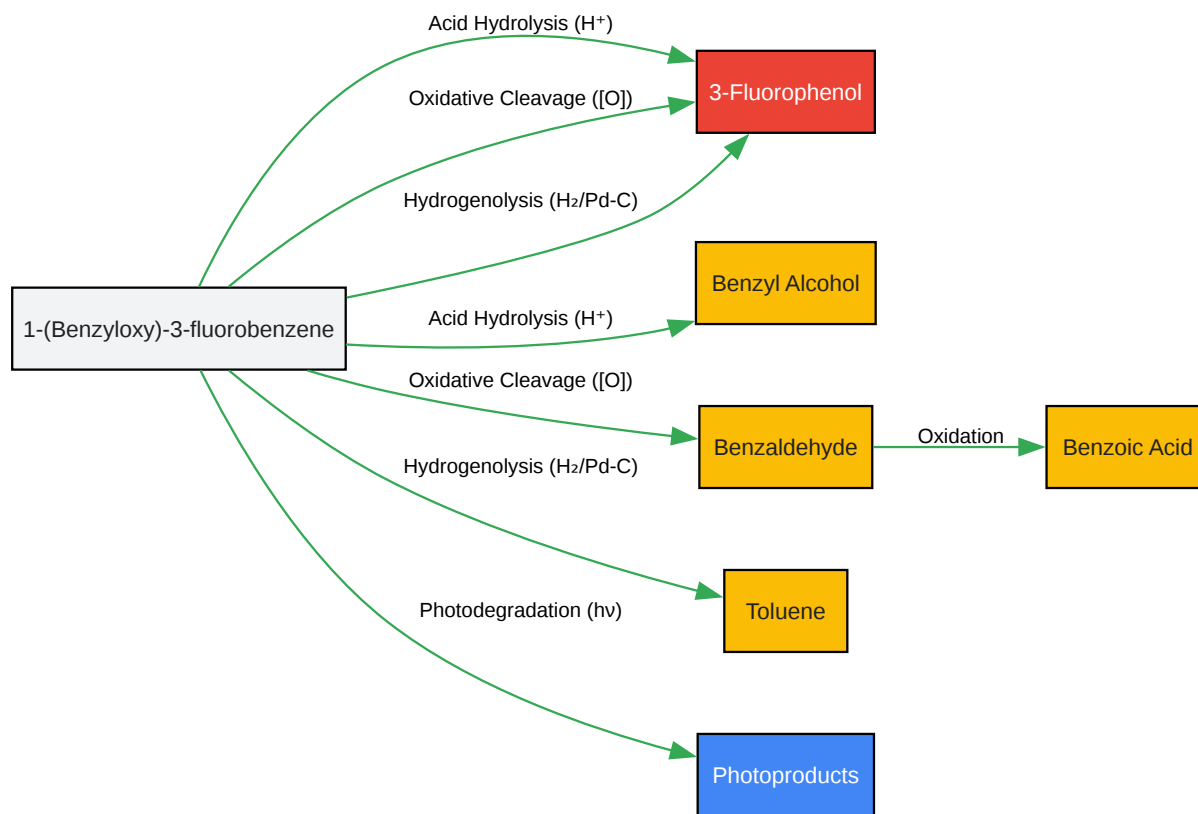 Acid Hydrolysis (H⁺)
3-Fluorophenol
Oxidative Cleavage ([O])
Hydrogenolysis (H₂/Pd-C)
Benzyl Alcohol
1-(Benzyloxy)-3-fluorobenzene
Acid Hydrolysis (H⁺)
Oxidative Cleavage ([O])
Benzaldehyde
Oxidation
Benzoic Acid
Hydrogenolysis (H₂/Pd-C)
Toluene
Photodegradation (hν)
Photoproducts